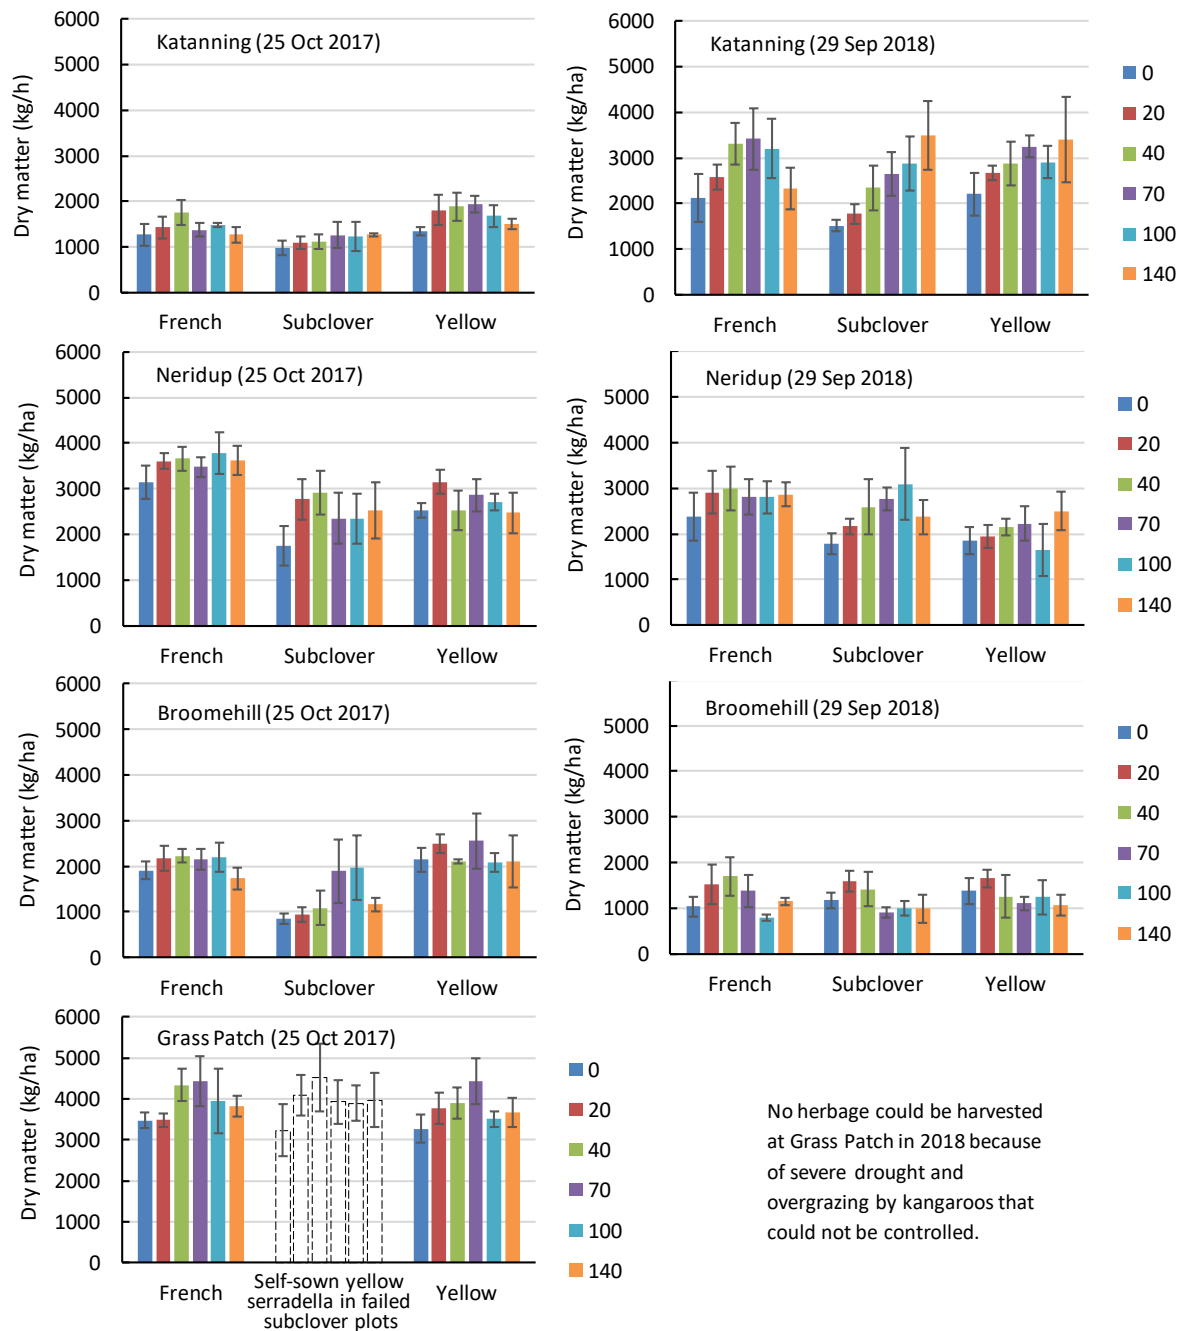 Katanning (25 Oct 2017)
Dry matter (kg/h)
6000
5000
4000
3000
2000
1000
0
French
Subclover
Yellow
Katanning (29 Sep 2018)
Dry matter (kg/ha)
6000
5000
4000
3000
2000
1000
0
French
Subclover
Yellow
0
20
40
70
100
140
Neridup (25 Oct 2017)
Dry matter (kg/ha)
6000
5000
4000
3000
2000
1000
0
French
Subclover
Yellow
Neridup (29 Sep 2018)
Dry matter (kg/ha)
5000
4000
3000
2000
1000
0
French
Subclover
Yellow
0
20
40
70
100
140
Broomehill (25 Oct 2017)
Dry matter (kg/ha)
6000
5000
4000
3000
2000
1000
0
French
Subclover
Yellow
Broomehill (29 Sep 2018)
Dry matter (kg/ha)
5000
4000
3000
2000
1000
0
French
Subclover
Yellow
0
20
40
70
100
140
Grass Patch (25 Oct 2017)
Dry matter (kg/ha)
6000
5000
4000
3000
2000
1000
0
French
Self-sown yellow
serradella in failed
subclover plots
Yellow
0
20
40
70
100
140
No herbage could be harvested
at Grass Patch in 2018 because
of severe drought and
overgrazing by kangaroos that
could not be controlled.